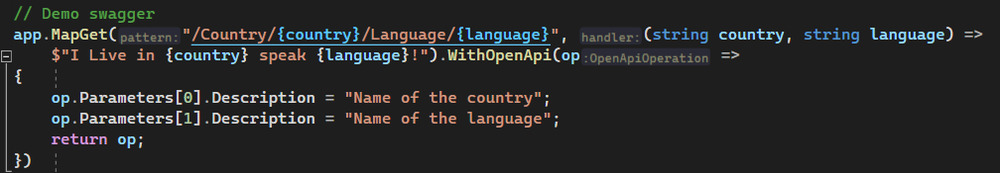 // Demo swagger
app.MapGet(pattern:"/Country/{country}/Language/{language}", handler:(string country, string language) =>
$"I Live in {country} speak {language}!").WithOpenApi(op:OpenApiOperation =>
{
op.Parameters[0].Description = "Name of the country";
op.Parameters[1].Description = "Name of the language";
return op;
})